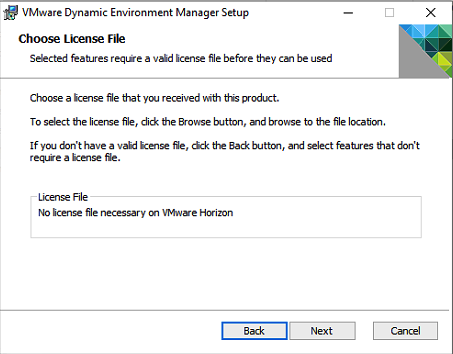 VMware Dynamic Environment Manager Setup
Choose License File
Selected features require a valid license file before they can be used
Choose a license file that you received with this product.
To select the license file, click the Browse button, and browse to the file location.
If you don't have a valid license file, click the Back button, and select features that don't
require a license file.
License File
No license file necessary on VMware Horizon
Back Next Cancel